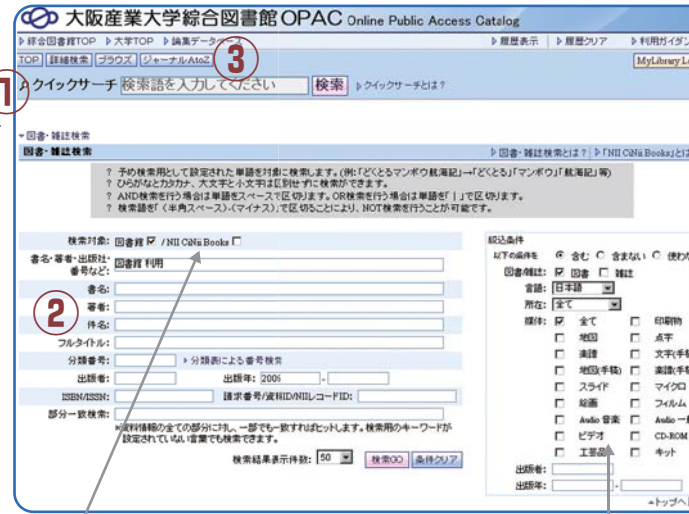 大阪産業大学綜合図書館 OPAC Online Public Access Catalog
綜合図書館TOP 大学TOP 論集データベース 履歴表示 履歴クリア 利用ガイダン
TOP 詳細検索 ブラウズ ジャーナルAtoZ ③ MyLibrary Lo
① クイックサーチ 検索語を入力してください 検索 クイックサーチとは?
図書・雑誌検索
図書・雑誌検索 図書・雑誌検索とは? 「NII CiNii Books」とは
? 予め検索用として設定された単語を対象に検索します。(例:「どくとるマンボウ航海記」→「どくとる」「マンボウ」「航海記」等)
? ひらがなとカタカナ、大文字と小文字は区別せずに検索ができます。
? AND検索を行う場合は単語をスペースで区切ります。OR検索を行う場合は単語を「|」で区切ります。
? 検索語を「(半角スペース)-(マイナス)」で区切ることにより、NOT検索を行うことが可能です。
検索対象: 図書館 / NII CiNii Books
書名・著者・出版社・番号など: 図書館 利用
書名:
② 著者:
件名:
フルタイトル:
分類番号: 分類表による番号検索
出版者: 出版年: 2005 -
ISBN/ISSN: 請求番号/資料ID/NIIレコードID:
部分一致検索:
※資料情報の全ての部分に対し、一部でも一致すればヒットします。検索用のキーワードが
設定されていない言葉でも検索できます。
検索結果表示件数: 50 検索GO 条件クリア
絞込条件
以下の条件を 含む 含まない 使わ
図書/雑誌: 図書 雑誌
言語: 日本語
所在: 全て
媒体: 全て 印刷物
地図 点字
楽譜 文字(手稿
地図(手稿) 楽譜(手稿
スライド マイクロ
絵画 フィルム
Audio 音楽 Audio 一般
ビデオ CD-ROM
工芸品 キット
出版者:
出版年: -
トップへ